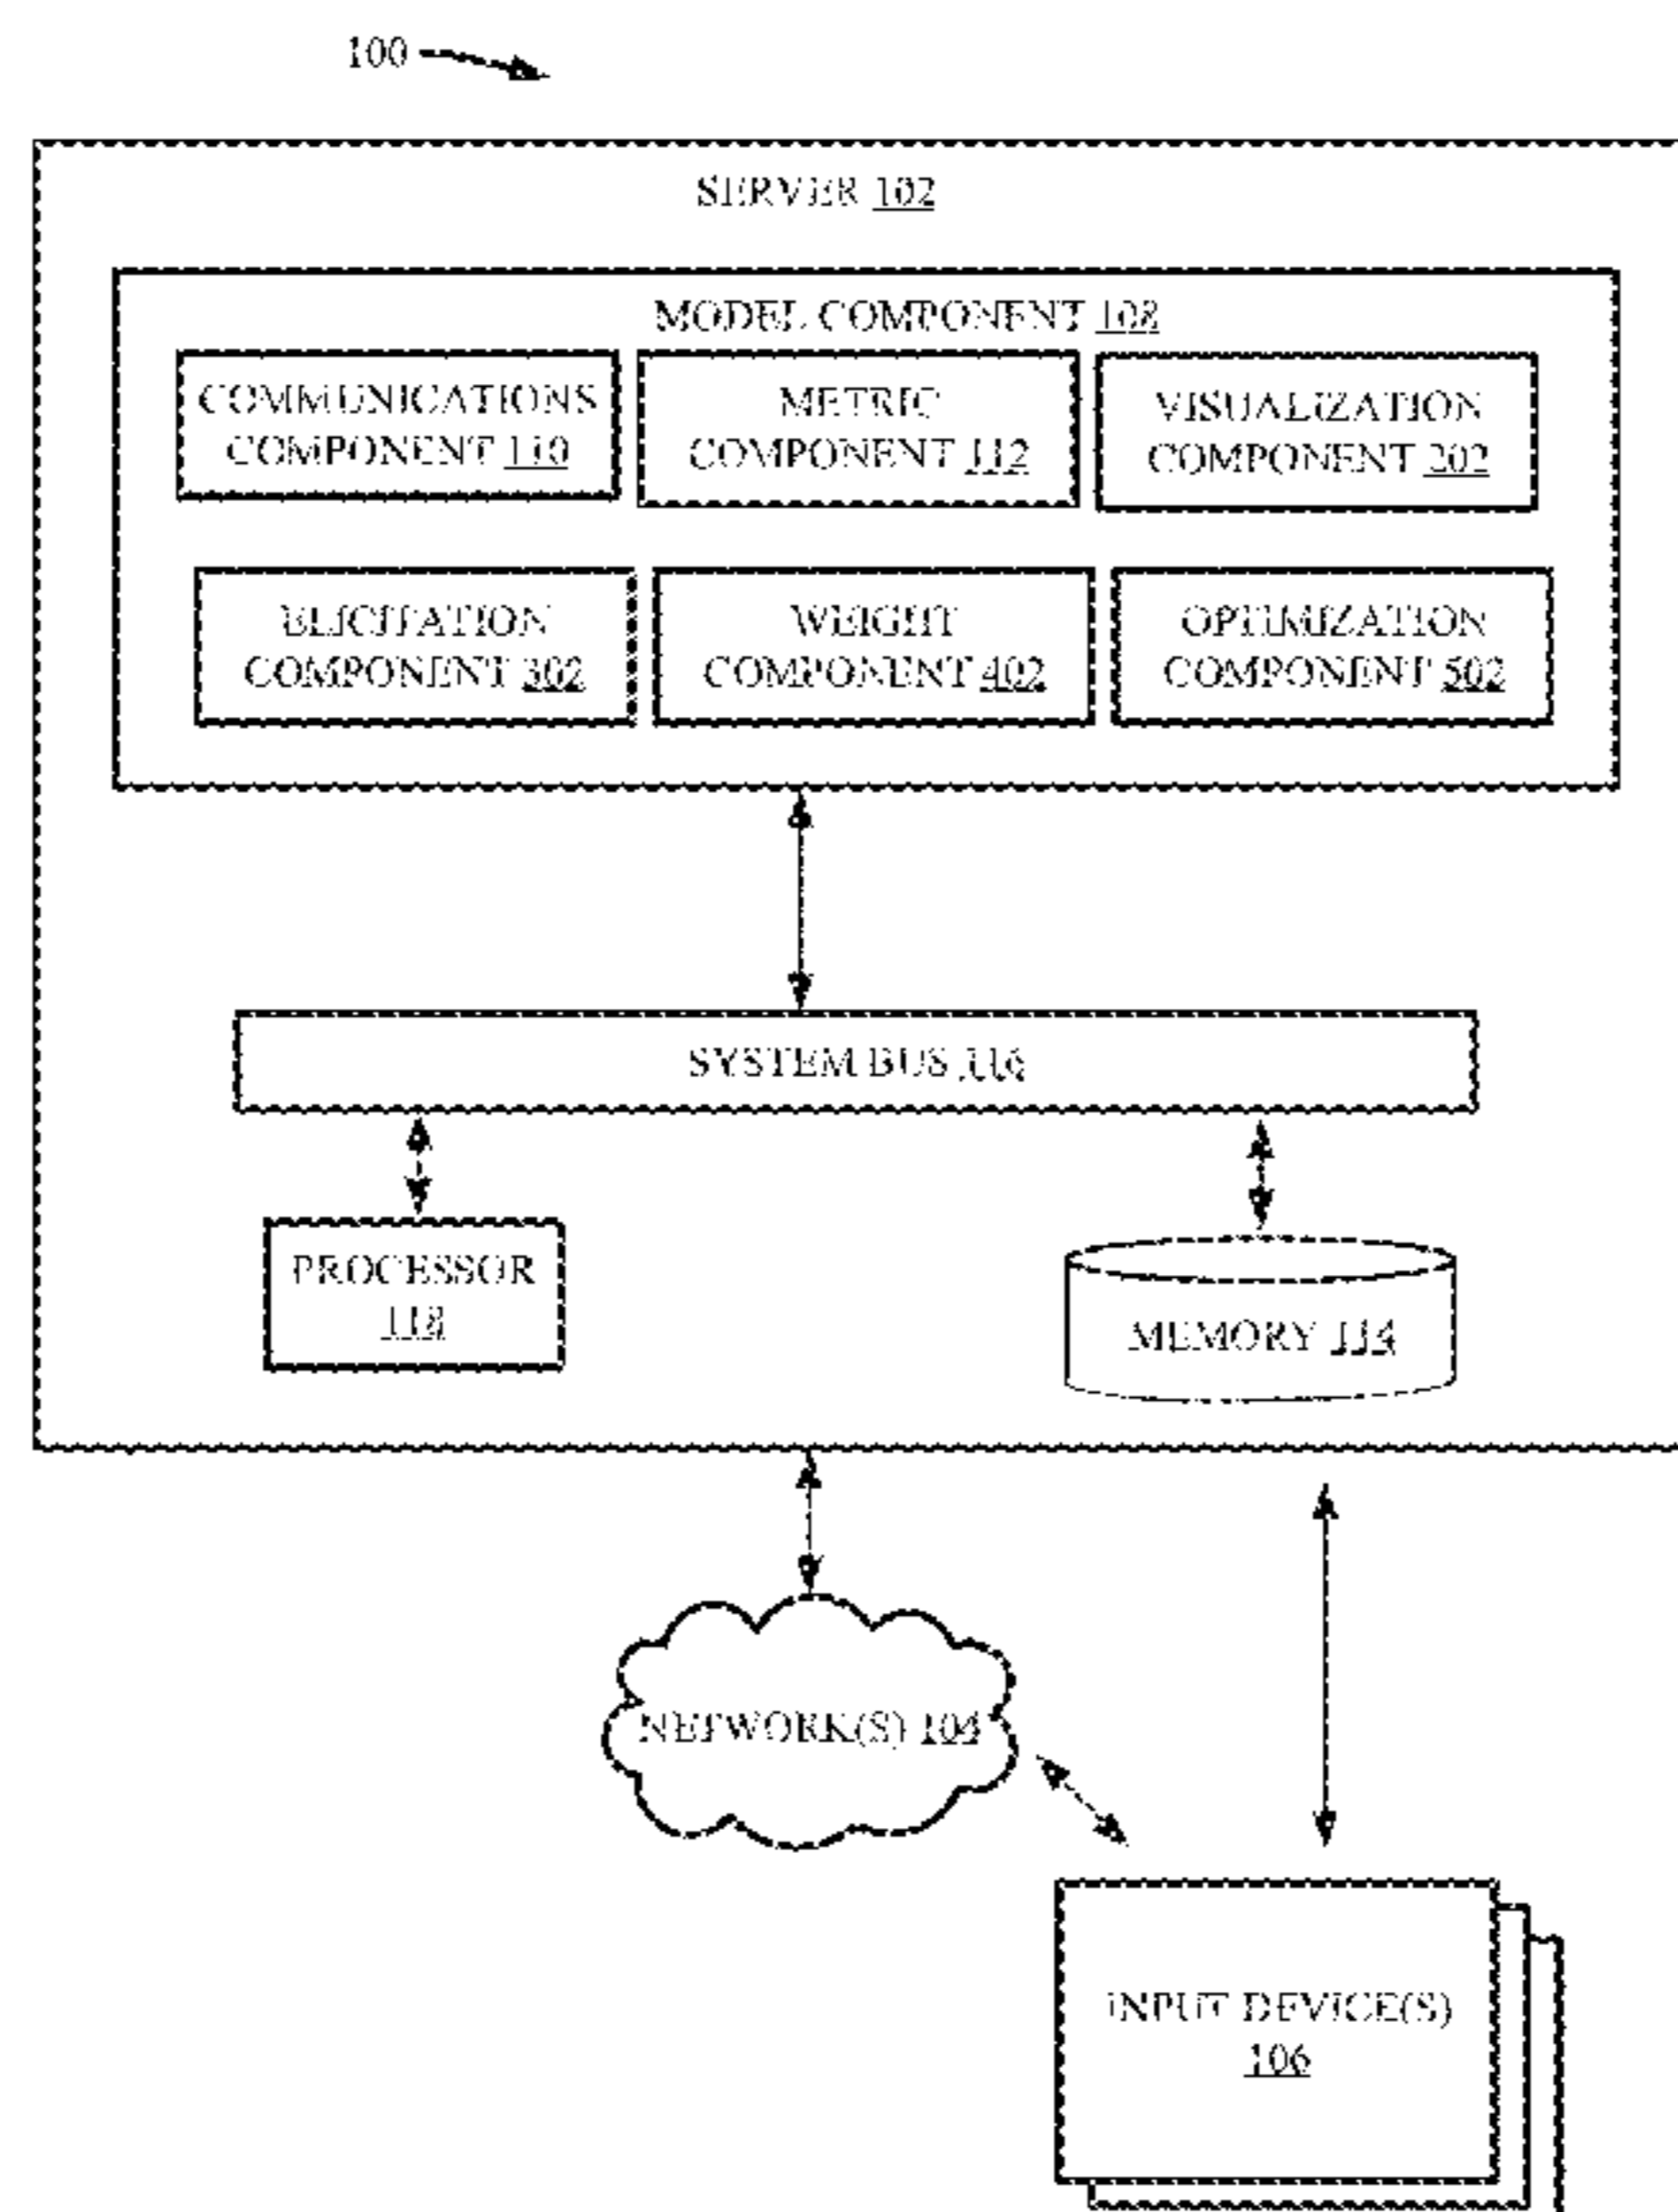 100
SERVER 102
MODEL COMPONENT 108
COMMUNICATIONS
COMPONENT 110
METRIC
COMPONENT 112
VISUALIZATION
COMPONENT 202
ELICITATION
COMPONENT 302
WEIGHT
COMPONENT 402
OPTIMIZATION
COMPONENT 502
SYSTEM BUS 116
PROCESSOR
118
MEMORY 114
NETWORK(S) 104
INPUT DEVICE(S)
106